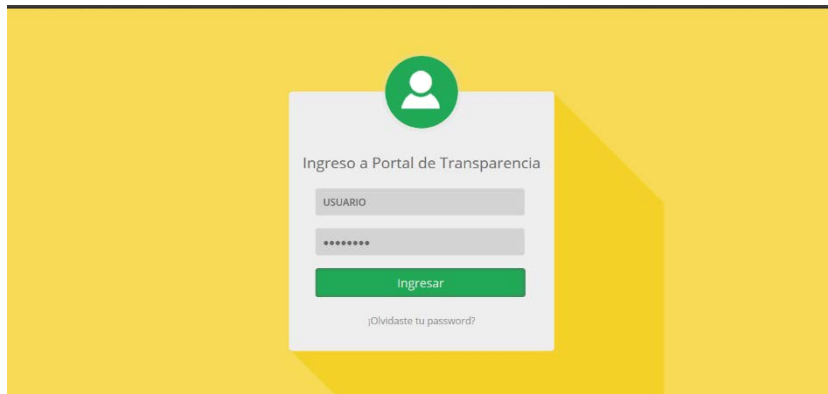 Ingreso a Portal de Transparencia
USUARIO
••••••••
Ingresar
¡Olvidaste tu password?